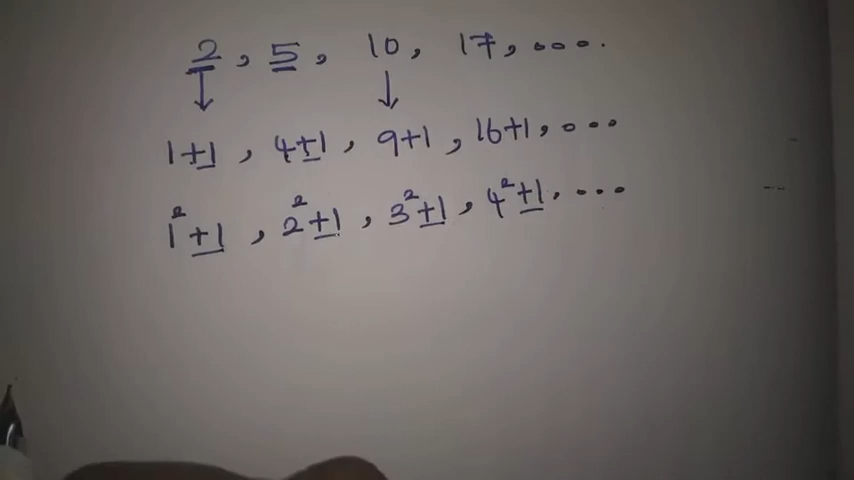 2, 5, 10, 17, ....
1+1, 4+1, 9+1, 16+1, ....
1²+1, 2²+1, 3²+1, 4²+1, ...